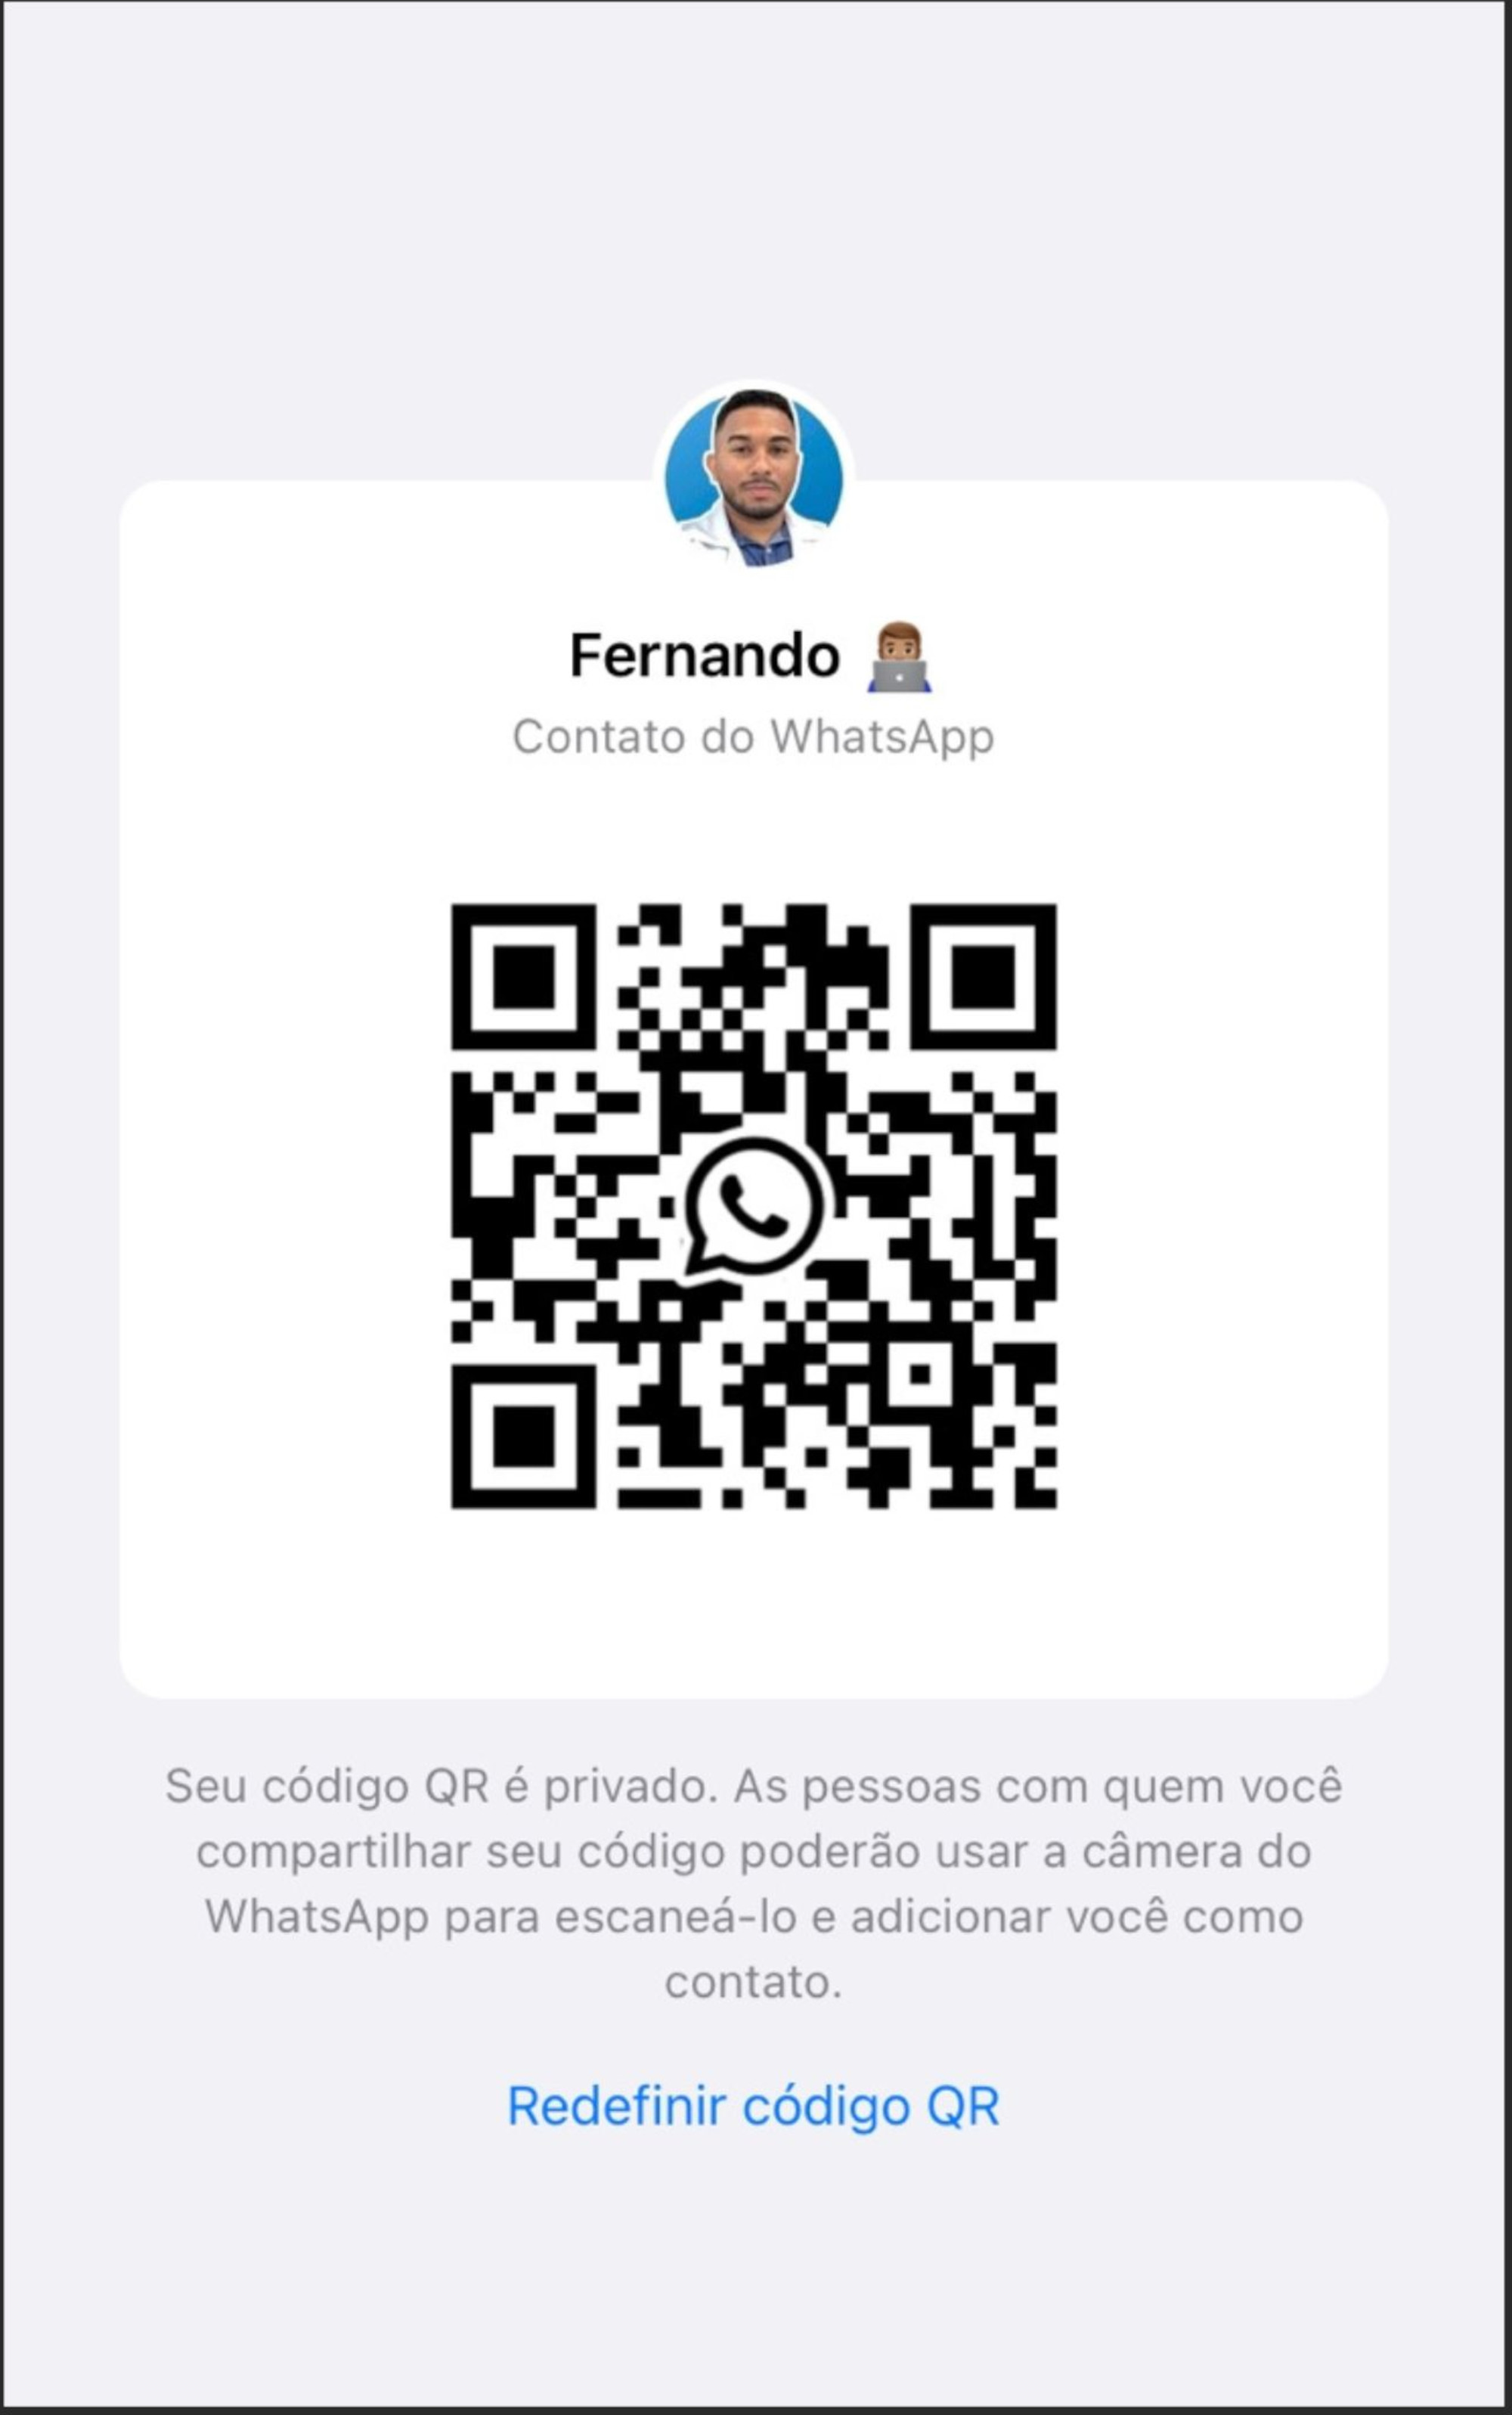 Fernando 👨🏽‍💻
Contato do WhatsApp
Seu código QR é privado. As pessoas com quem você
compartilhar seu código poderão usar a câmera do
WhatsApp para escaneá-lo e adicionar você como
contato.
Redefinir código QR